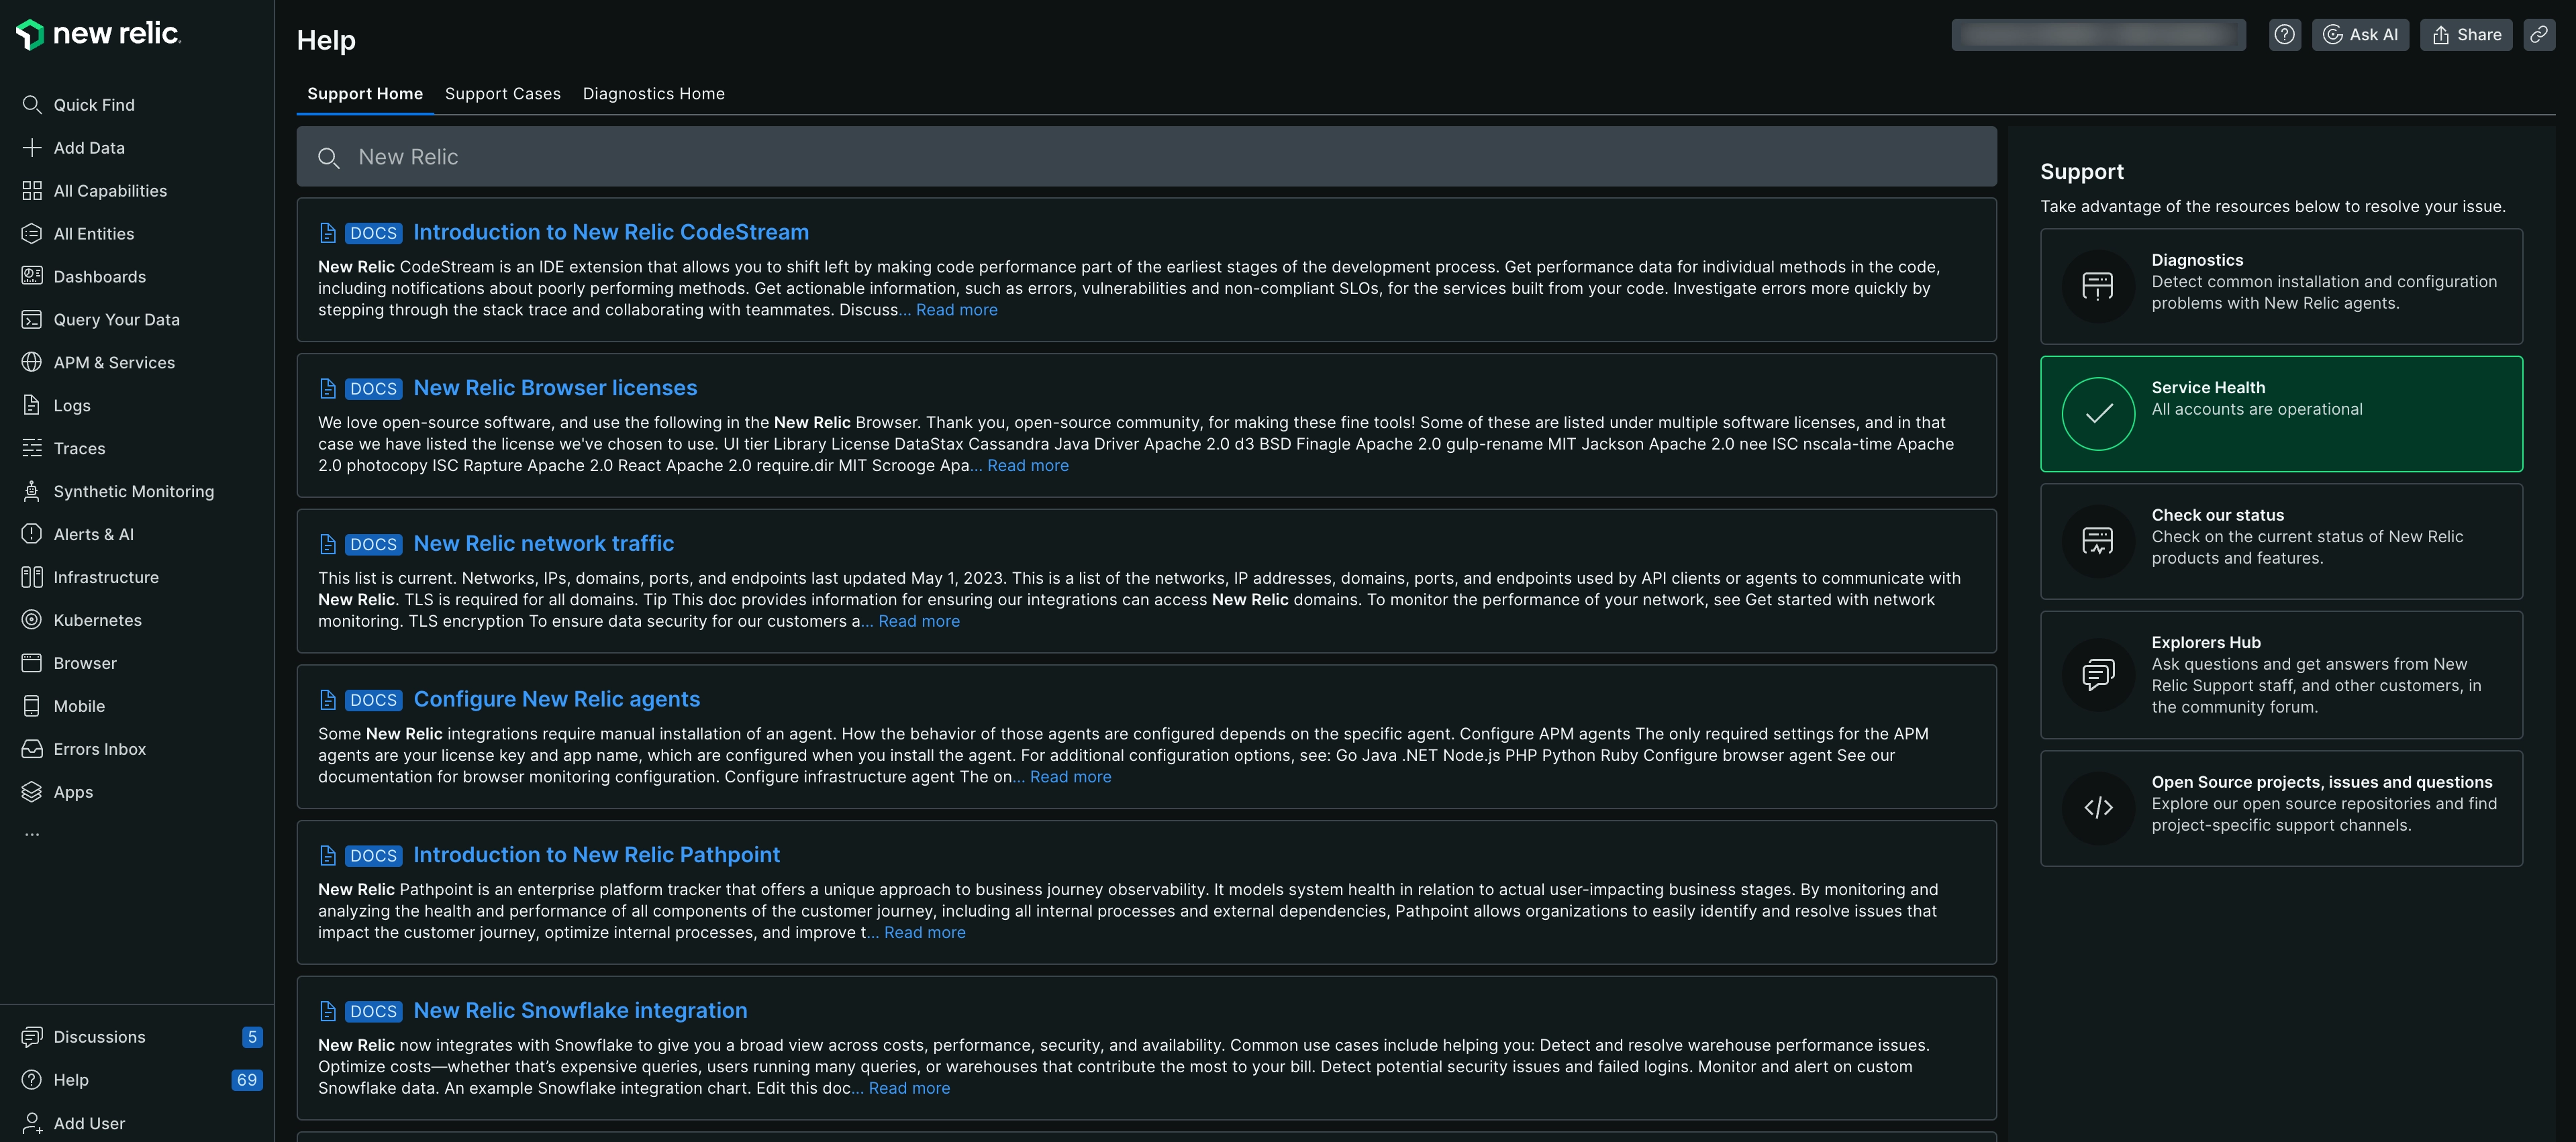 new relic.
Quick Find
Add Data
All Capabilities
All Entities
Dashboards
Query Your Data
APM & Services
Logs
Traces
Synthetic Monitoring
Alerts & AI
Infrastructure
Kubernetes
Browser
Mobile
Errors Inbox
Apps
...
Discussions 5
Help 69
Add User
Help
Ask AI
Share
Support Home Support Cases Diagnostics Home
New Relic
DOCS Introduction to New Relic CodeStream
New Relic CodeStream is an IDE extension that allows you to shift left by making code performance part of the earliest stages of the development process. Get performance data for individual methods in the code,
including notifications about poorly performing methods. Get actionable information, such as errors, vulnerabilities and non-compliant SLOs, for the services built from your code. Investigate errors more quickly by
stepping through the stack trace and collaborating with teammates. Discuss... Read more
DOCS New Relic Browser licenses
We love open-source software, and use the following in the New Relic Browser. Thank you, open-source community, for making these fine tools! Some of these are listed under multiple software licenses, and in that
case we have listed the license we've chosen to use. UI tier Library License DataStax Cassandra Java Driver Apache 2.0 d3 BSD Finagle Apache 2.0 gulp-rename MIT Jackson Apache 2.0 nee ISC nscala-time Apache
2.0 photocopy ISC Rapture Apache 2.0 React Apache 2.0 require.dir MIT Scrooge Apa... Read more
DOCS New Relic network traffic
This list is current. Networks, IPs, domains, ports, and endpoints last updated May 1, 2023. This is a list of the networks, IP addresses, domains, ports, and endpoints used by API clients or agents to communicate with
New Relic. TLS is required for all domains. Tip This doc provides information for ensuring our integrations can access New Relic domains. To monitor the performance of your network, see Get started with network
monitoring. TLS encryption To ensure data security for our customers a... Read more
DOCS Configure New Relic agents
Some New Relic integrations require manual installation of an agent. How the behavior of those agents are configured depends on the specific agent. Configure APM agents The only required settings for the APM
agents are your license key and app name, which are configured when you install the agent. For additional configuration options, see: Go Java .NET Node.js PHP Python Ruby Configure browser agent See our
documentation for browser monitoring configuration. Configure infrastructure agent The on... Read more
DOCS Introduction to New Relic Pathpoint
New Relic Pathpoint is an enterprise platform tracker that offers a unique approach to business journey observability. It models system health in relation to actual user-impacting business stages. By monitoring and
analyzing the health and performance of all components of the customer journey, including all internal processes and external dependencies, Pathpoint allows organizations to easily identify and resolve issues that
impact the customer journey, optimize internal processes, and improve t... Read more
DOCS New Relic Snowflake integration
New Relic now integrates with Snowflake to give you a broad view across costs, performance, security, and availability. Common use cases include helping you: Detect and resolve warehouse performance issues.
Optimize costs—whether that's expensive queries, users running many queries, or warehouses that contribute the most to your bill. Detect potential security issues and failed logins. Monitor and alert on custom
Snowflake data. An example Snowflake integration chart. Edit this doc... Read more
Support
Take advantage of the resources below to resolve your issue.
Diagnostics
Detect common installation and configuration
problems with New Relic agents.
Service Health
All accounts are operational
Check our status
Check on the current status of New Relic
products and features.
Explorers Hub
Ask questions and get answers from New
Relic Support staff, and other customers, in
the community forum.
Open Source projects, issues and questions
Explore our open source repositories and find
project-specific support channels.